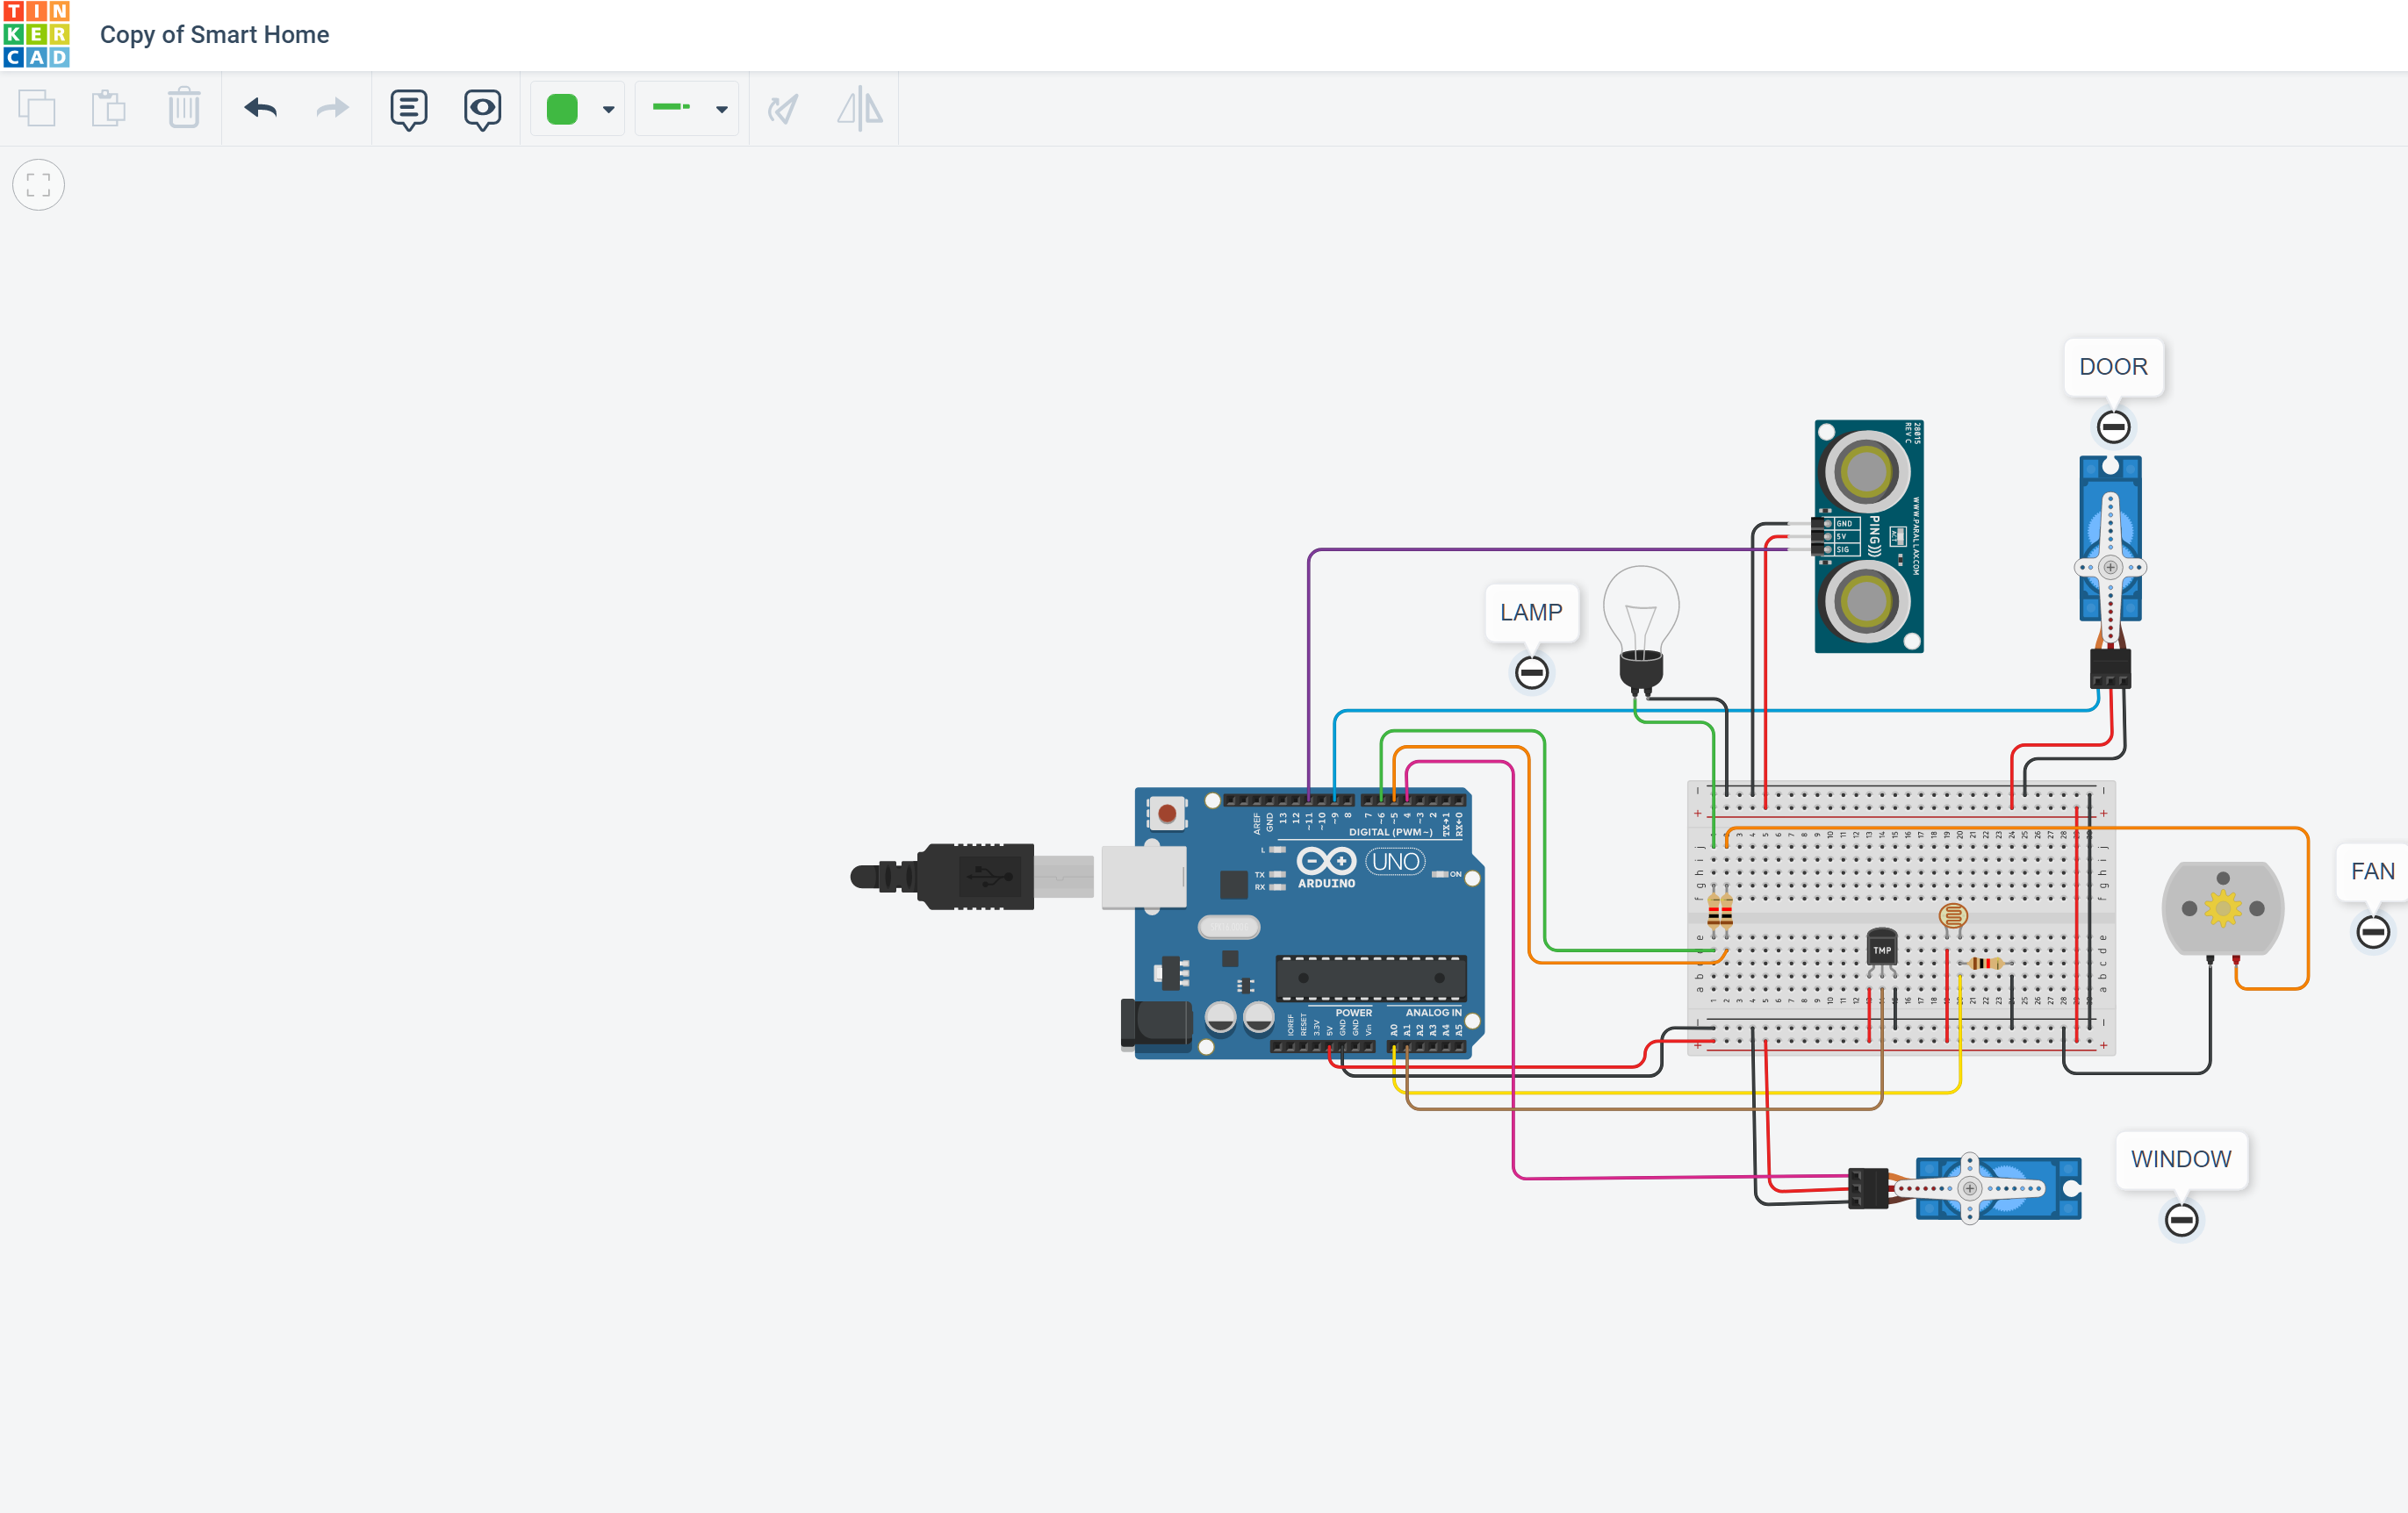 TIN
KER
CAD
Copy of Smart Home
DOOR
28015
REV C
GND
5V
SIG
PING)))
WWW.PARALLAX.COM
ACT
LAMP
AREF
GND
13
12
~11
~10
~9
8
7
~6
~5
4
~3
2
TX→1
RX←0
DIGITAL (PWM~)
L
TX
RX
ARDUINO
UNO
ON
POWER
ANALOG IN
IOREF
RESET
3.3V
5V
GND
GND
Vin
A0
A1
A2
A3
A4
A5
TMP
FAN
WINDOW